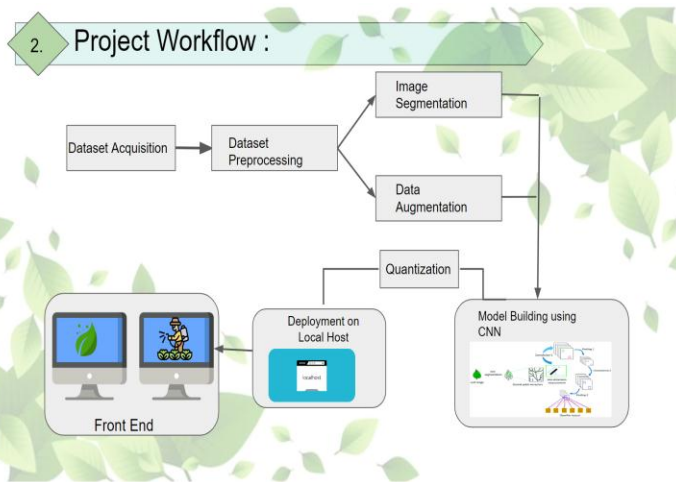 2.
Project Workflow :
Image
Segmentation
Dataset Acquisition
Dataset
Preprocessing
Data
Augmentation
Quantization
Deployment on
Local Host
localhost
Model Building using
CNN
Front End